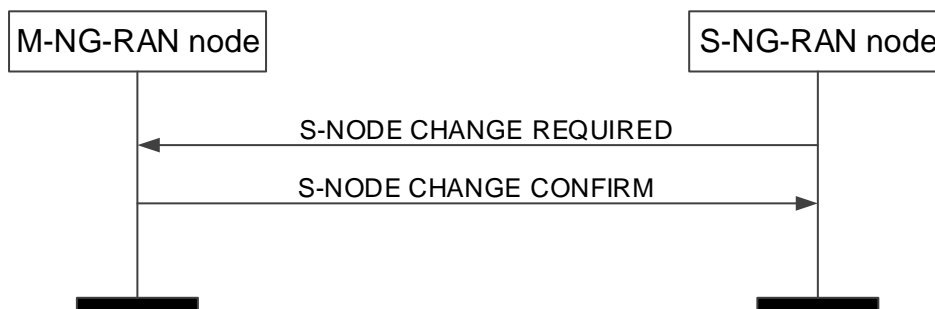 M-NG-RAN node
S-NG-RAN node
S-NODE CHANGE REQUIRED
S-NODE CHANGE CONFIRM